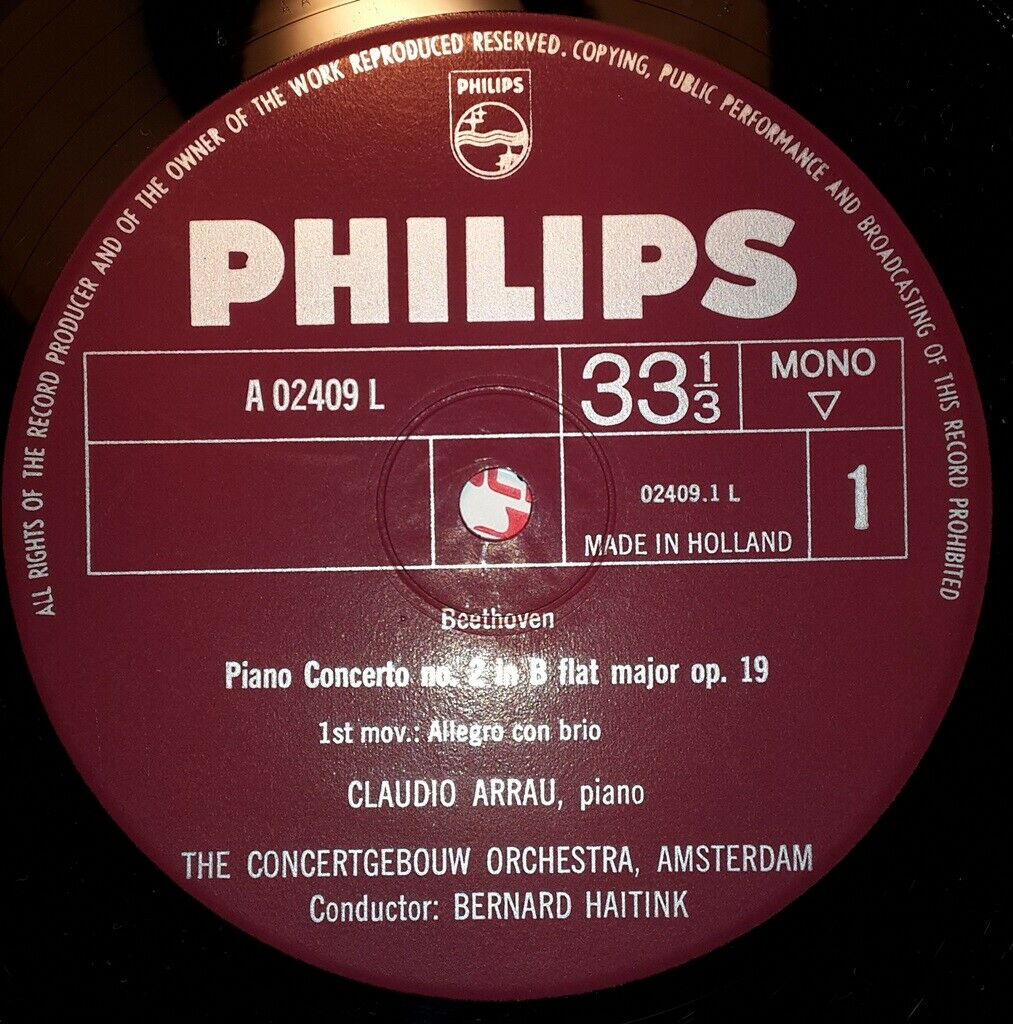 ALL RIGHTS OF THE RECORD PRODUCER AND OF THE OWNER OF THE WORK REPRODUCED RESERVED. COPYING, PUBLIC PERFORMANCE AND BROADCASTING OF THIS RECORD PROHIBITED
PHILIPS
PHILIPS
A 02409 L
33 1/3
MONO
▽
02409.1 L
MADE IN HOLLAND
1
Beethoven
Piano Concerto no. 2 in B flat major op. 19
1st mov.: Allegro con brio
CLAUDIO ARRAU, piano
THE CONCERTGEBOUW ORCHESTRA, AMSTERDAM
Conductor: BERNARD HAITINK